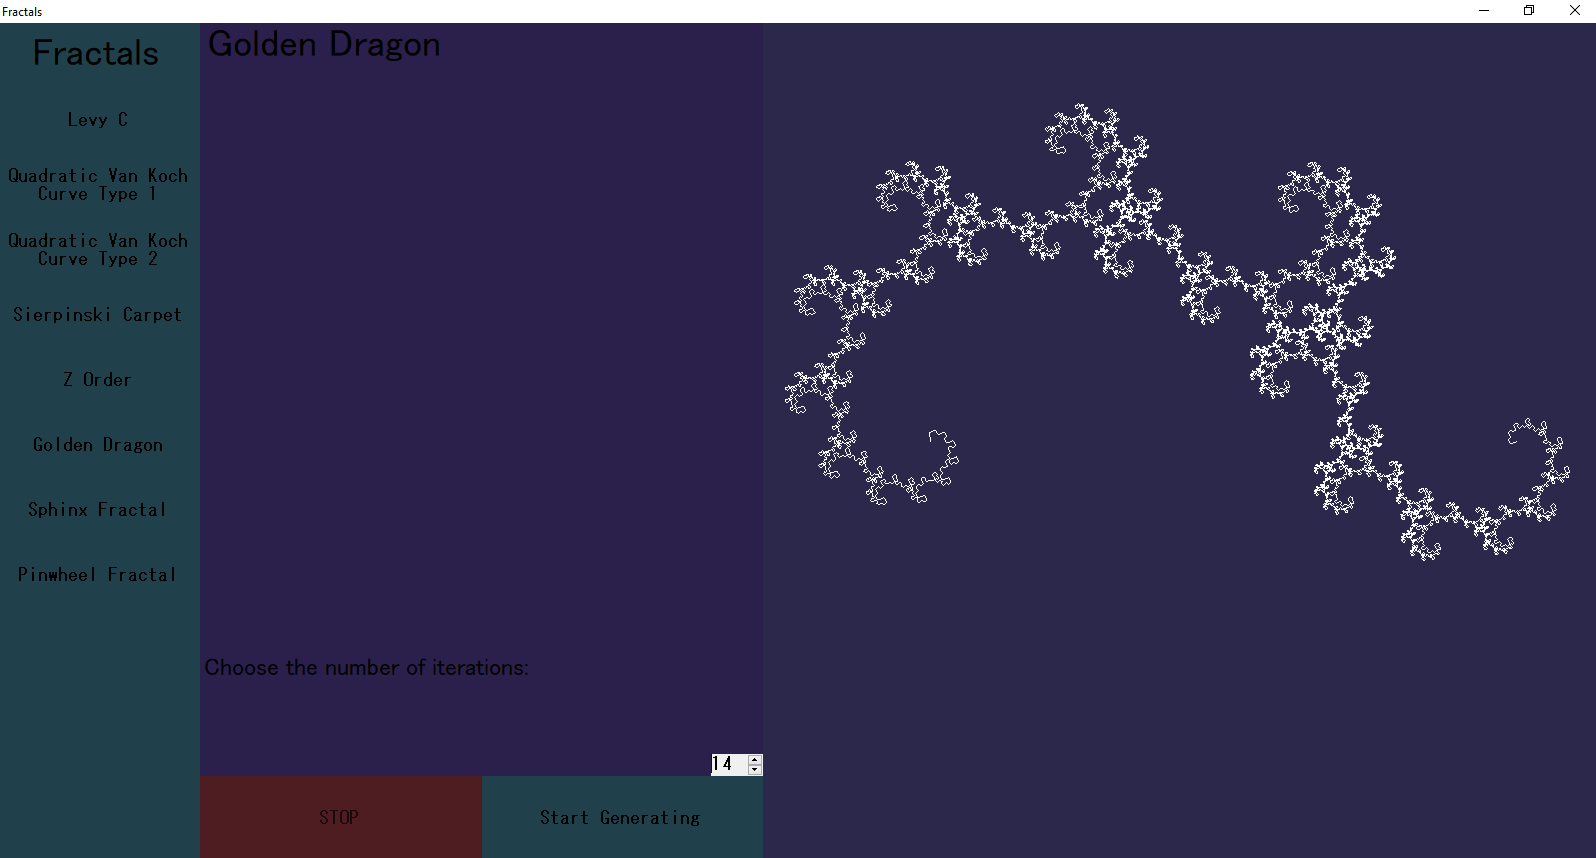 Fractals
Fractals
Golden Dragon
Levy C
Quadratic Van Koch
Curve Type 1
Quadratic Van Koch
Curve Type 2
Sierpinski Carpet
Z Order
Golden Dragon
Sphinx Fractal
Pinwheel Fractal
Choose the number of iterations:
14
STOP
Start Generating